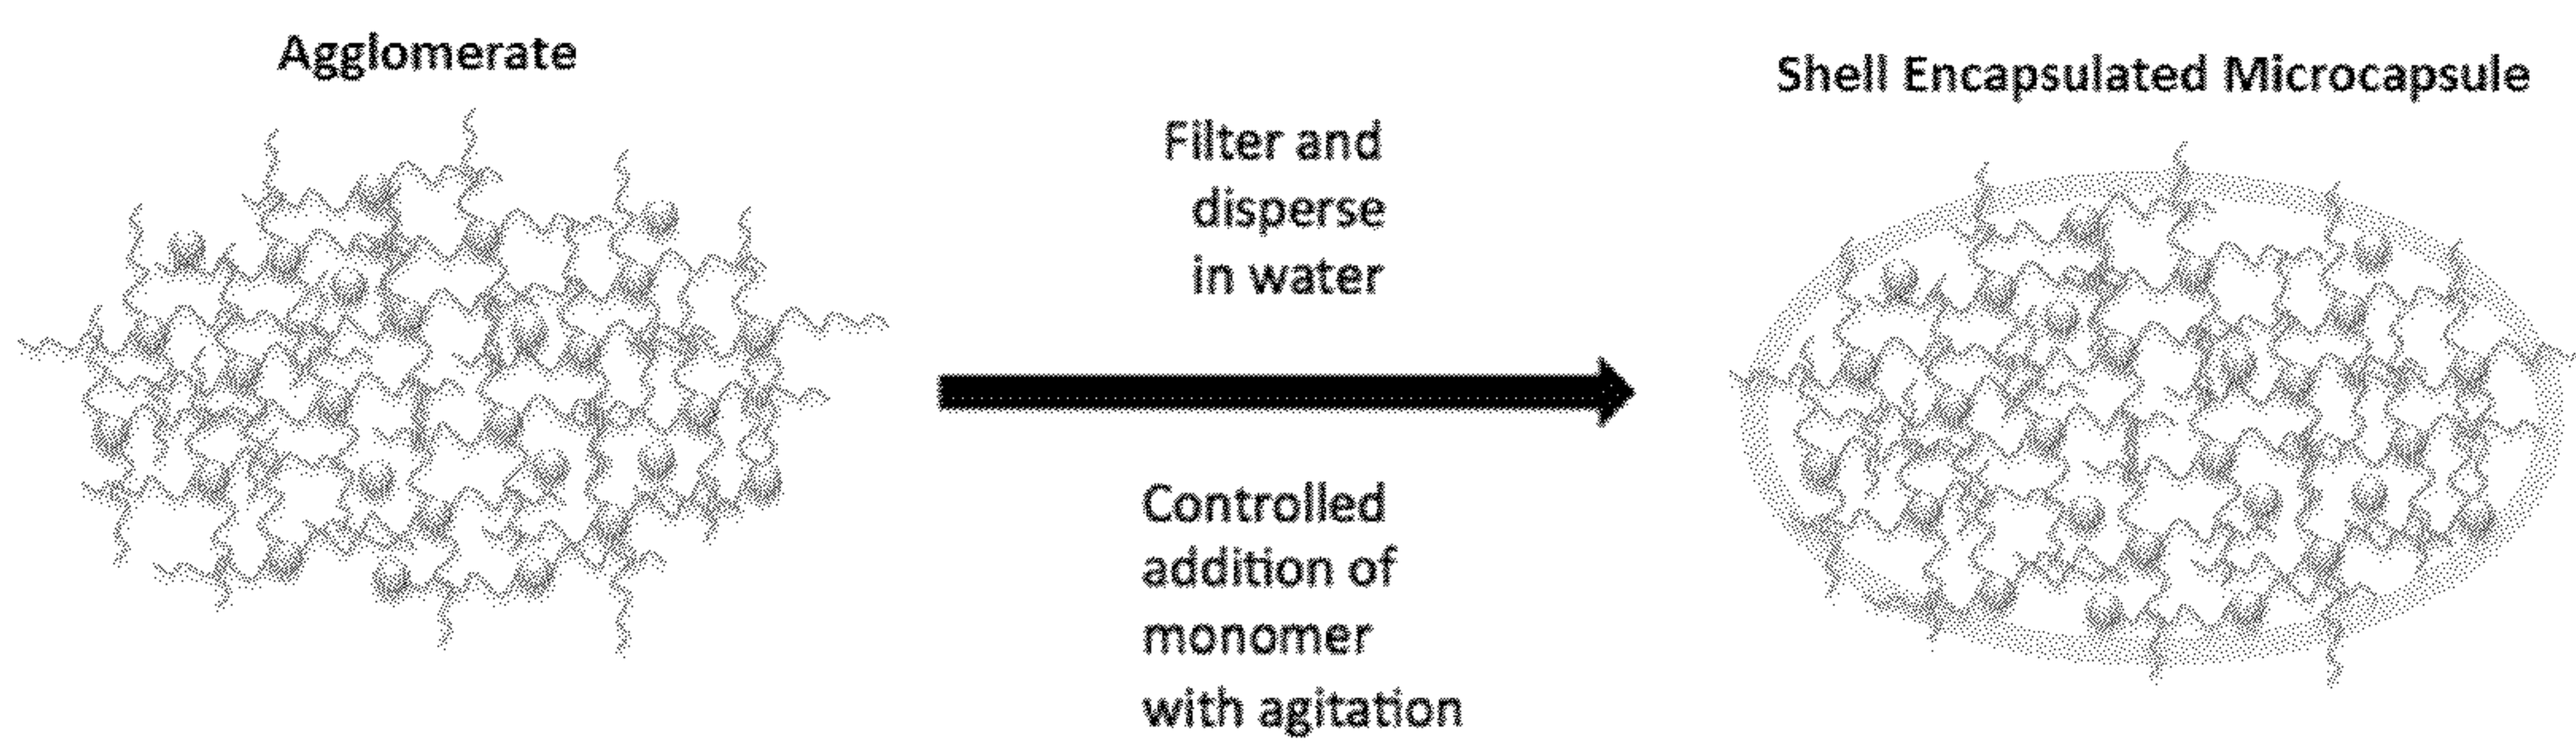 Agglomerate
Filter and
disperse
in water
Controlled
addition of
monomer
with agitation
Shell Encapsulated Microcapsule